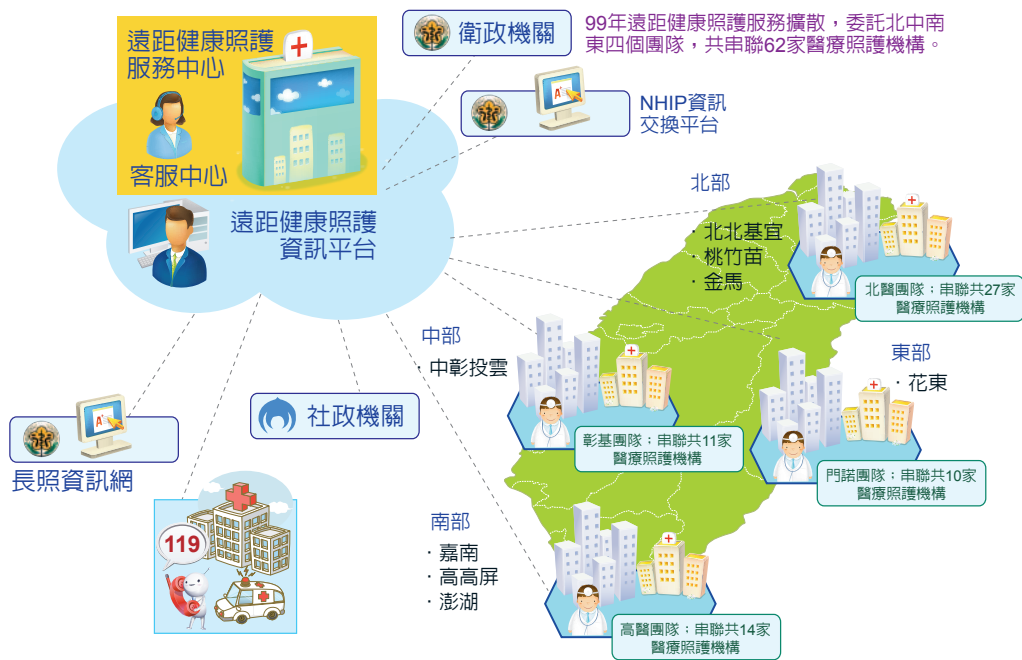 遠距健康照護
服務中心
客服中心
衛政機關
99年遠距健康照護服務擴散，委託北中南
東四個團隊，共串聯62家醫療照護機構。
NHIP資訊
交換平台
遠距健康照護
資訊平台
北部
· 北北基宜
· 桃竹苗
· 金馬
北醫團隊；串聯共27家
醫療照護機構
中部
· 中彰投雲
彰基團隊；串聯共11家
醫療照護機構
東部
· 花東
門諾團隊；串聯共10家
醫療照護機構
社政機關
長照資訊網
119
南部
· 嘉南
· 高高屏
· 澎湖
高醫團隊；串聯共14家
醫療照護機構